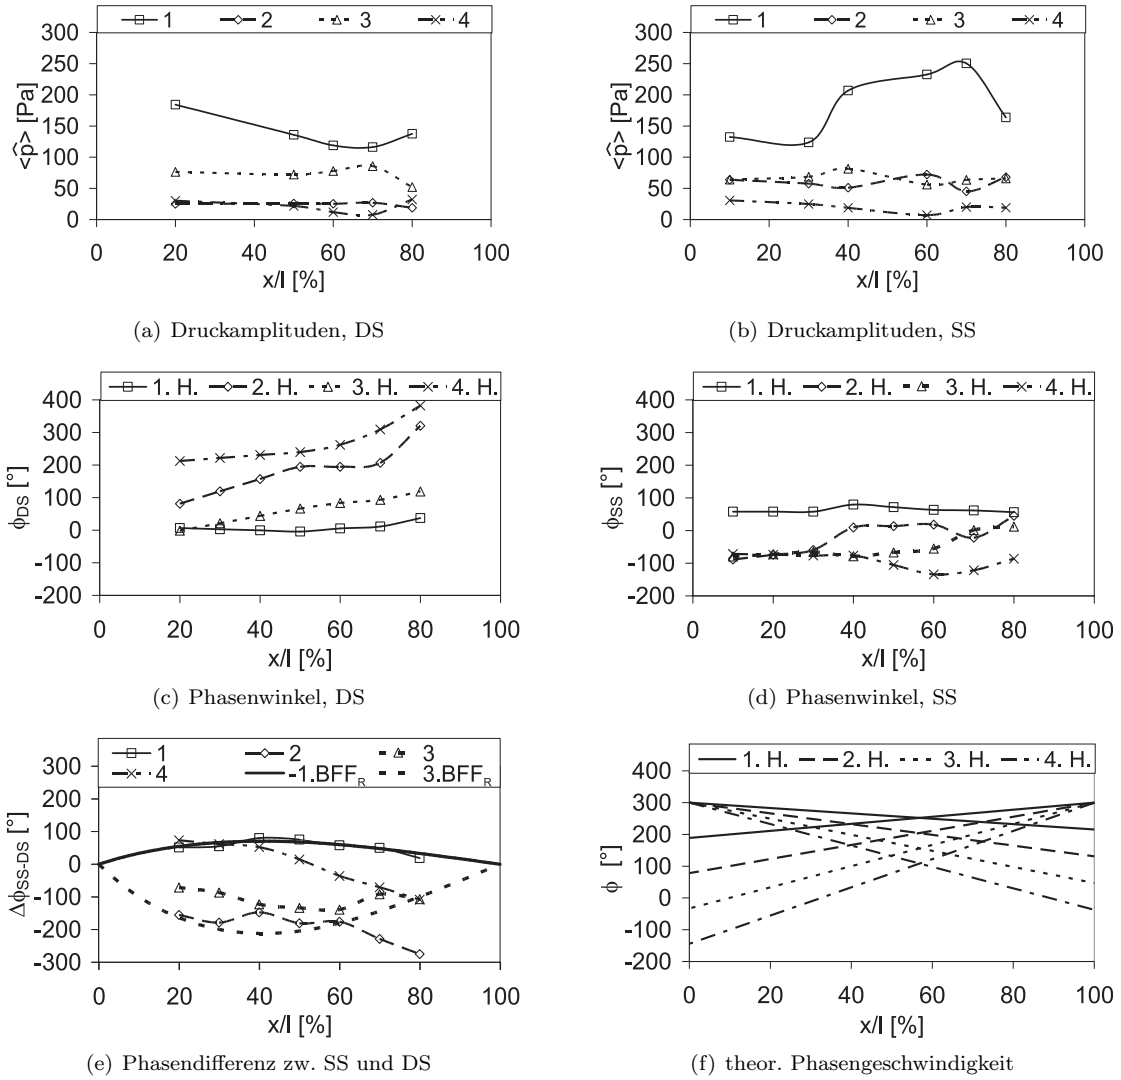 1 2 3 4
300
250
200
150
100
50
0
<p̂> [Pa]
0 20 40 60 80 100
x/l [%]
(a) Druckamplituden, DS
1 2 3 4
300
250
200
150
100
50
0
<p̂> [Pa]
0 20 40 60 80 100
x/l [%]
(b) Druckamplituden, SS
1. H. 2. H. 3. H. 4. H.
400
300
200
100
0
-100
-200
ϕDS [°]
0 20 40 60 80 100
x/l [%]
(c) Phasenwinkel, DS
1. H. 2. H. 3. H. 4. H.
400
300
200
100
0
-100
-200
ϕSS [°]
0 20 40 60 80 100
x/l [%]
(d) Phasenwinkel, SS
1 2 3
4 -1.BFFR 3.BFFR
300
200
100
0
-100
-200
-300
ΔϕSS-DS [°]
0 20 40 60 80 100
x/l [%]
(e) Phasendifferenz zw. SS und DS
1. H. 2. H. 3. H. 4. H.
400
300
200
100
0
-100
-200
ϕ [°]
0 20 40 60 80 100
x/l [%]
(f) theor. Phasengeschwindigkeit